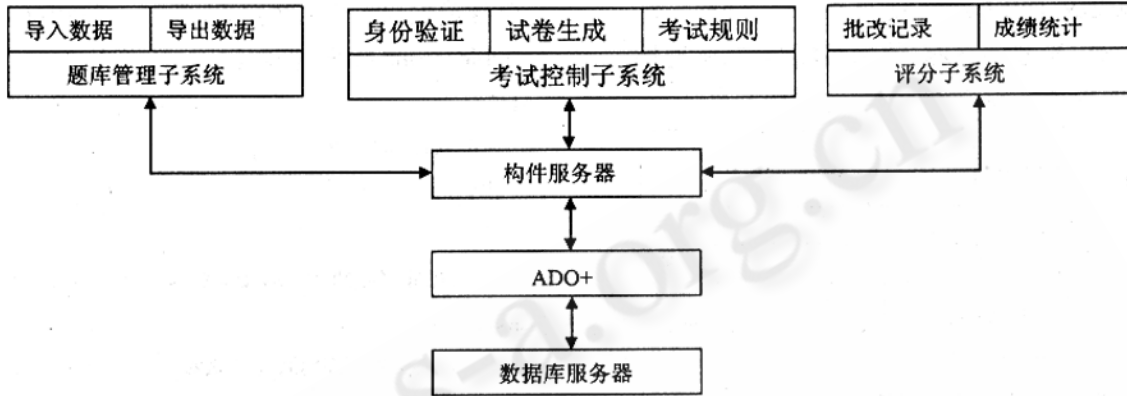 导入数据 导出数据
题库管理子系统
身份验证 试卷生成 考试规则
考试控制子系统
批改记录 成绩统计
评分子系统
构件服务器
ADO+
数据库服务器
s-a.org.cn